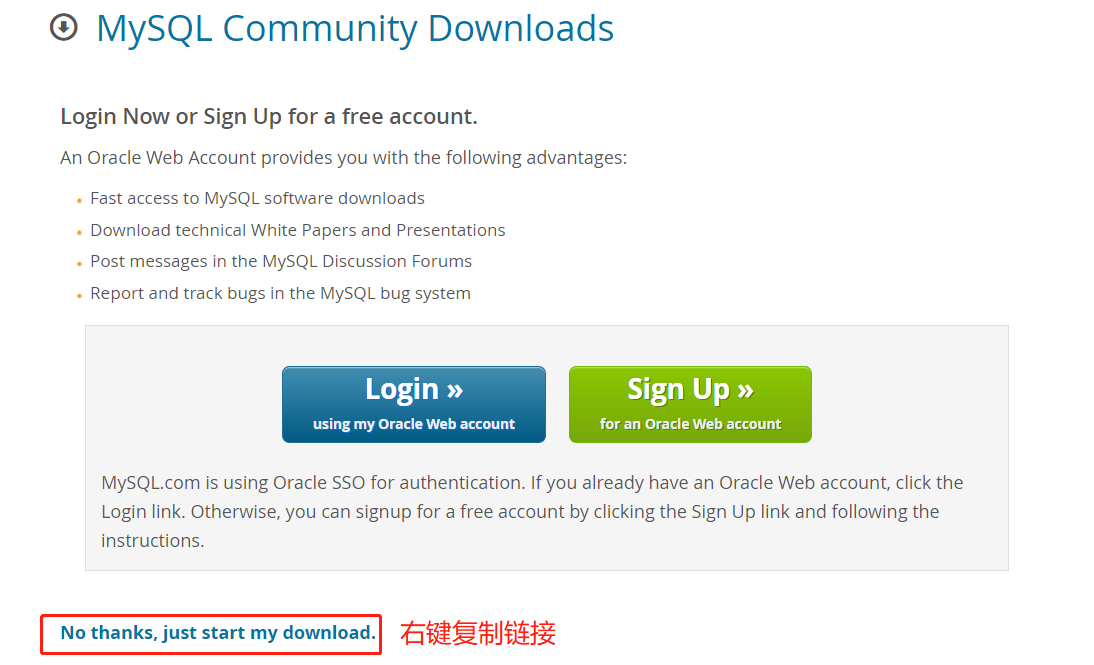 MySQL Community Downloads
Login Now or Sign Up for a free account.
An Oracle Web Account provides you with the following advantages:
Fast access to MySQL software downloads
Download technical White Papers and Presentations
Post messages in the MySQL Discussion Forums
Report and track bugs in the MySQL bug system
Login »
using my Oracle Web account
Sign Up »
for an Oracle Web account
MySQL.com is using Oracle SSO for authentication. If you already have an Oracle Web account, click the
Login link. Otherwise, you can signup for a free account by clicking the Sign Up link and following the
instructions.
No thanks, just start my download. 右键复制链接